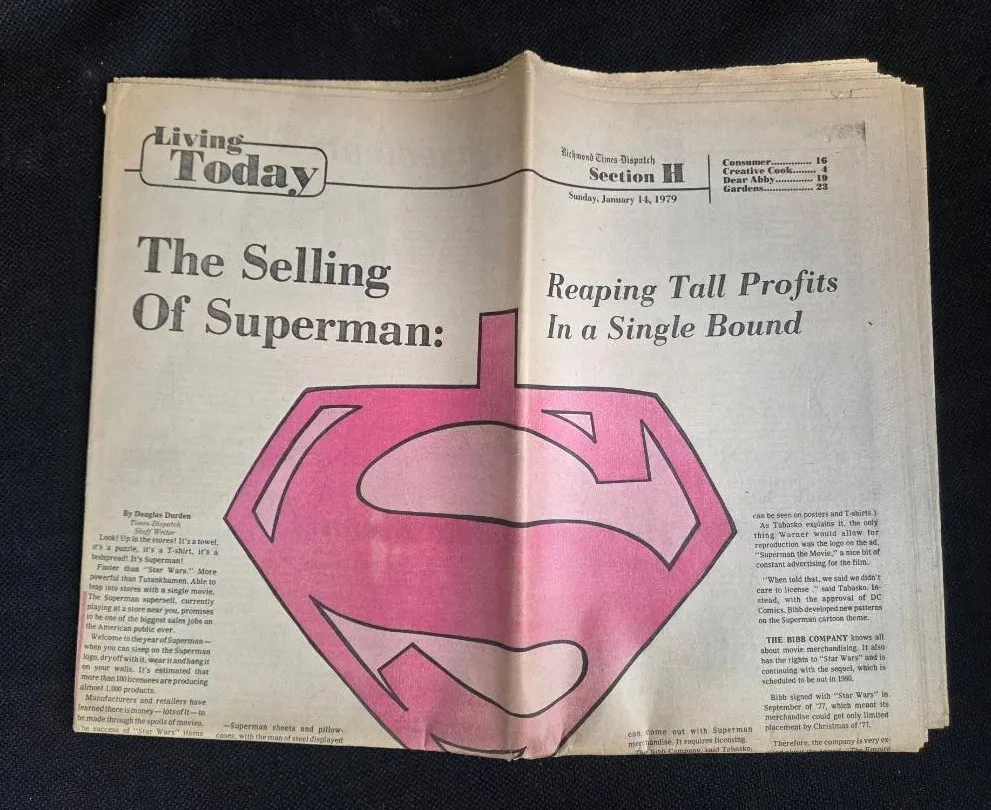 Living
Today
Richmond Times-Dispatch
Section H
Sunday, January 14, 1979
Consumer............... 16
Creative Cook........ 4
Dear Abby............. 19
Gardens................. 23
The Selling
Of Superman:
Reaping Tall Profits
In a Single Bound
By Douglas Durden
Times-Dispatch
Staff Writer
Look! Up in the stores! It's a towel,
it's a puzzle, it's a T-shirt, it's a
bedspread! It's Superman!
Faster than "Star Wars." More
powerful than Tutankhamen. Able to
leap into stores with a single movie.
The Superman supersell, currently
playing at a store near you, promises
to be one of the biggest sales jobs on
the American public ever.
Welcome to the year of Superman —
when you can sleep on the Superman
logo, dry off with it, wear it and hang it
on your walls. It's estimated that
more than 100 licensees are producing
almost 1,000 products.
Manufacturers and retailers have
learned there is money — lots of it — to
be made through the spoils of movies.
The success of "Star Wars" items
—Superman sheets and pillow-
cases, with the man of steel displayed
can come out with Superman
merchandise. It requires licensing.
The Bibb Company, said Tabasko,
can be seen on posters and T-shirts.)
As Tabasko explains it, the only
thing Warner would allow for
reproduction was the logo on the ad,
"Superman the Movie," a nice bit of
constant advertising for the film.
"When told that, we said we didn't
care to license ," said Tabasko. In-
stead, with the approval of DC
Comics, Bibb developed new patterns
on the Superman cartoon theme.
THE BIBB COMPANY knows all
about movie merchandising. It also
has the rights to "Star Wars" and is
continuing with the sequel, which is
scheduled to be out in 1980.
Bibb signed with "Star Wars" in
September of '77, which meant its
merchandise could get only limited
placement by Christmas of '77.
Therefore, the company is very ex-